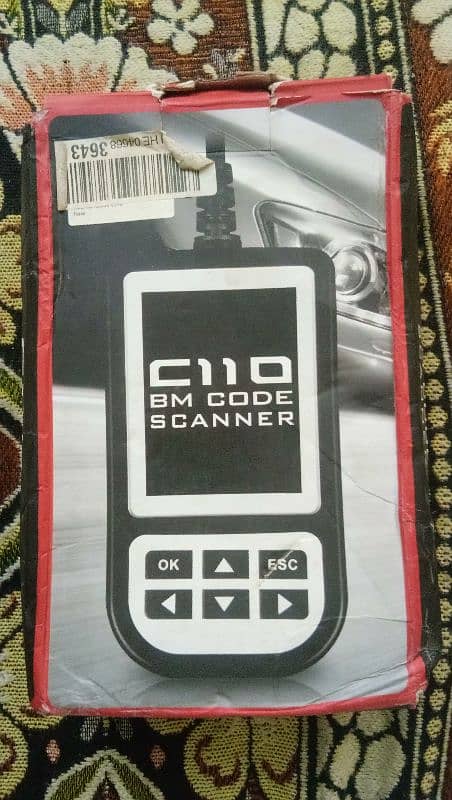 HE 04668 3643
C110
BM CODE
SCANNER
OK
ESC